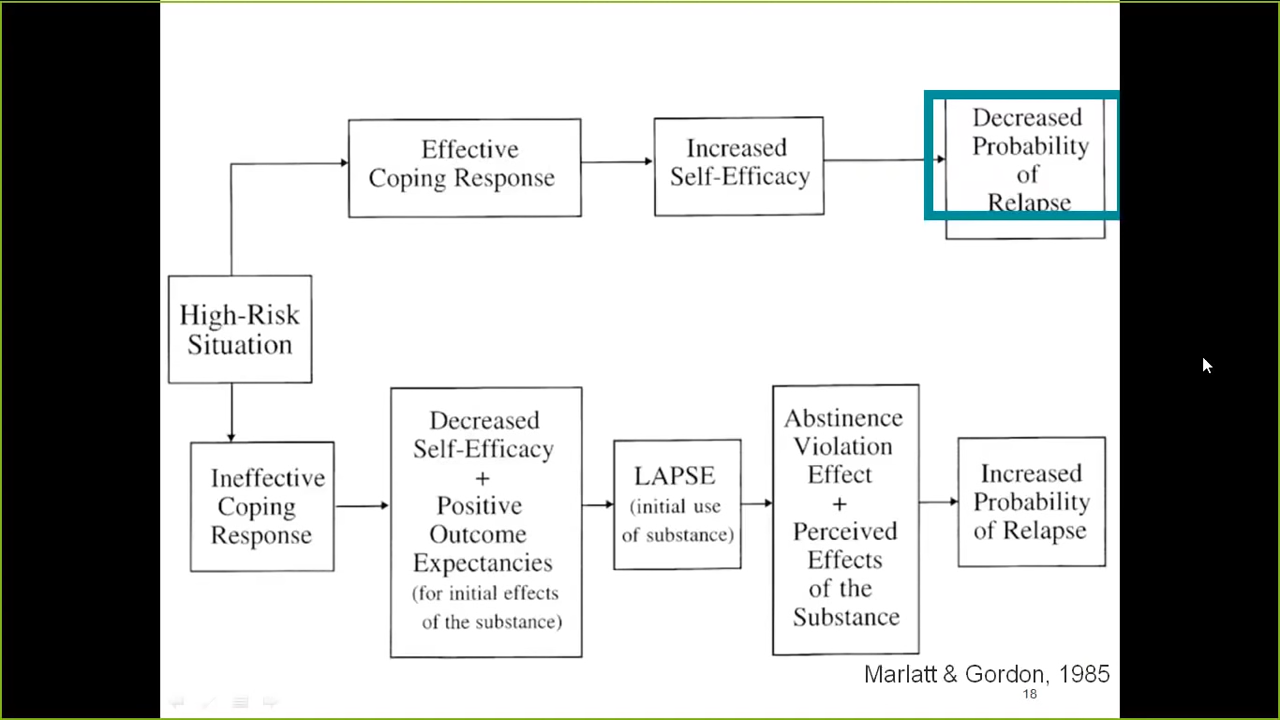 Effective
Coping Response
Increased
Self-Efficacy
Decreased
Probability
of
Relapse
High-Risk
Situation
Ineffective
Coping
Response
Decreased
Self-Efficacy
+
Positive
Outcome
Expectancies
(for initial effects
of the substance)
LAPSE
(initial use
of substance)
Abstinence
Violation
Effect
+
Perceived
Effects
of the
Substance
Increased
Probability
of Relapse
Marlatt & Gordon, 1985
18